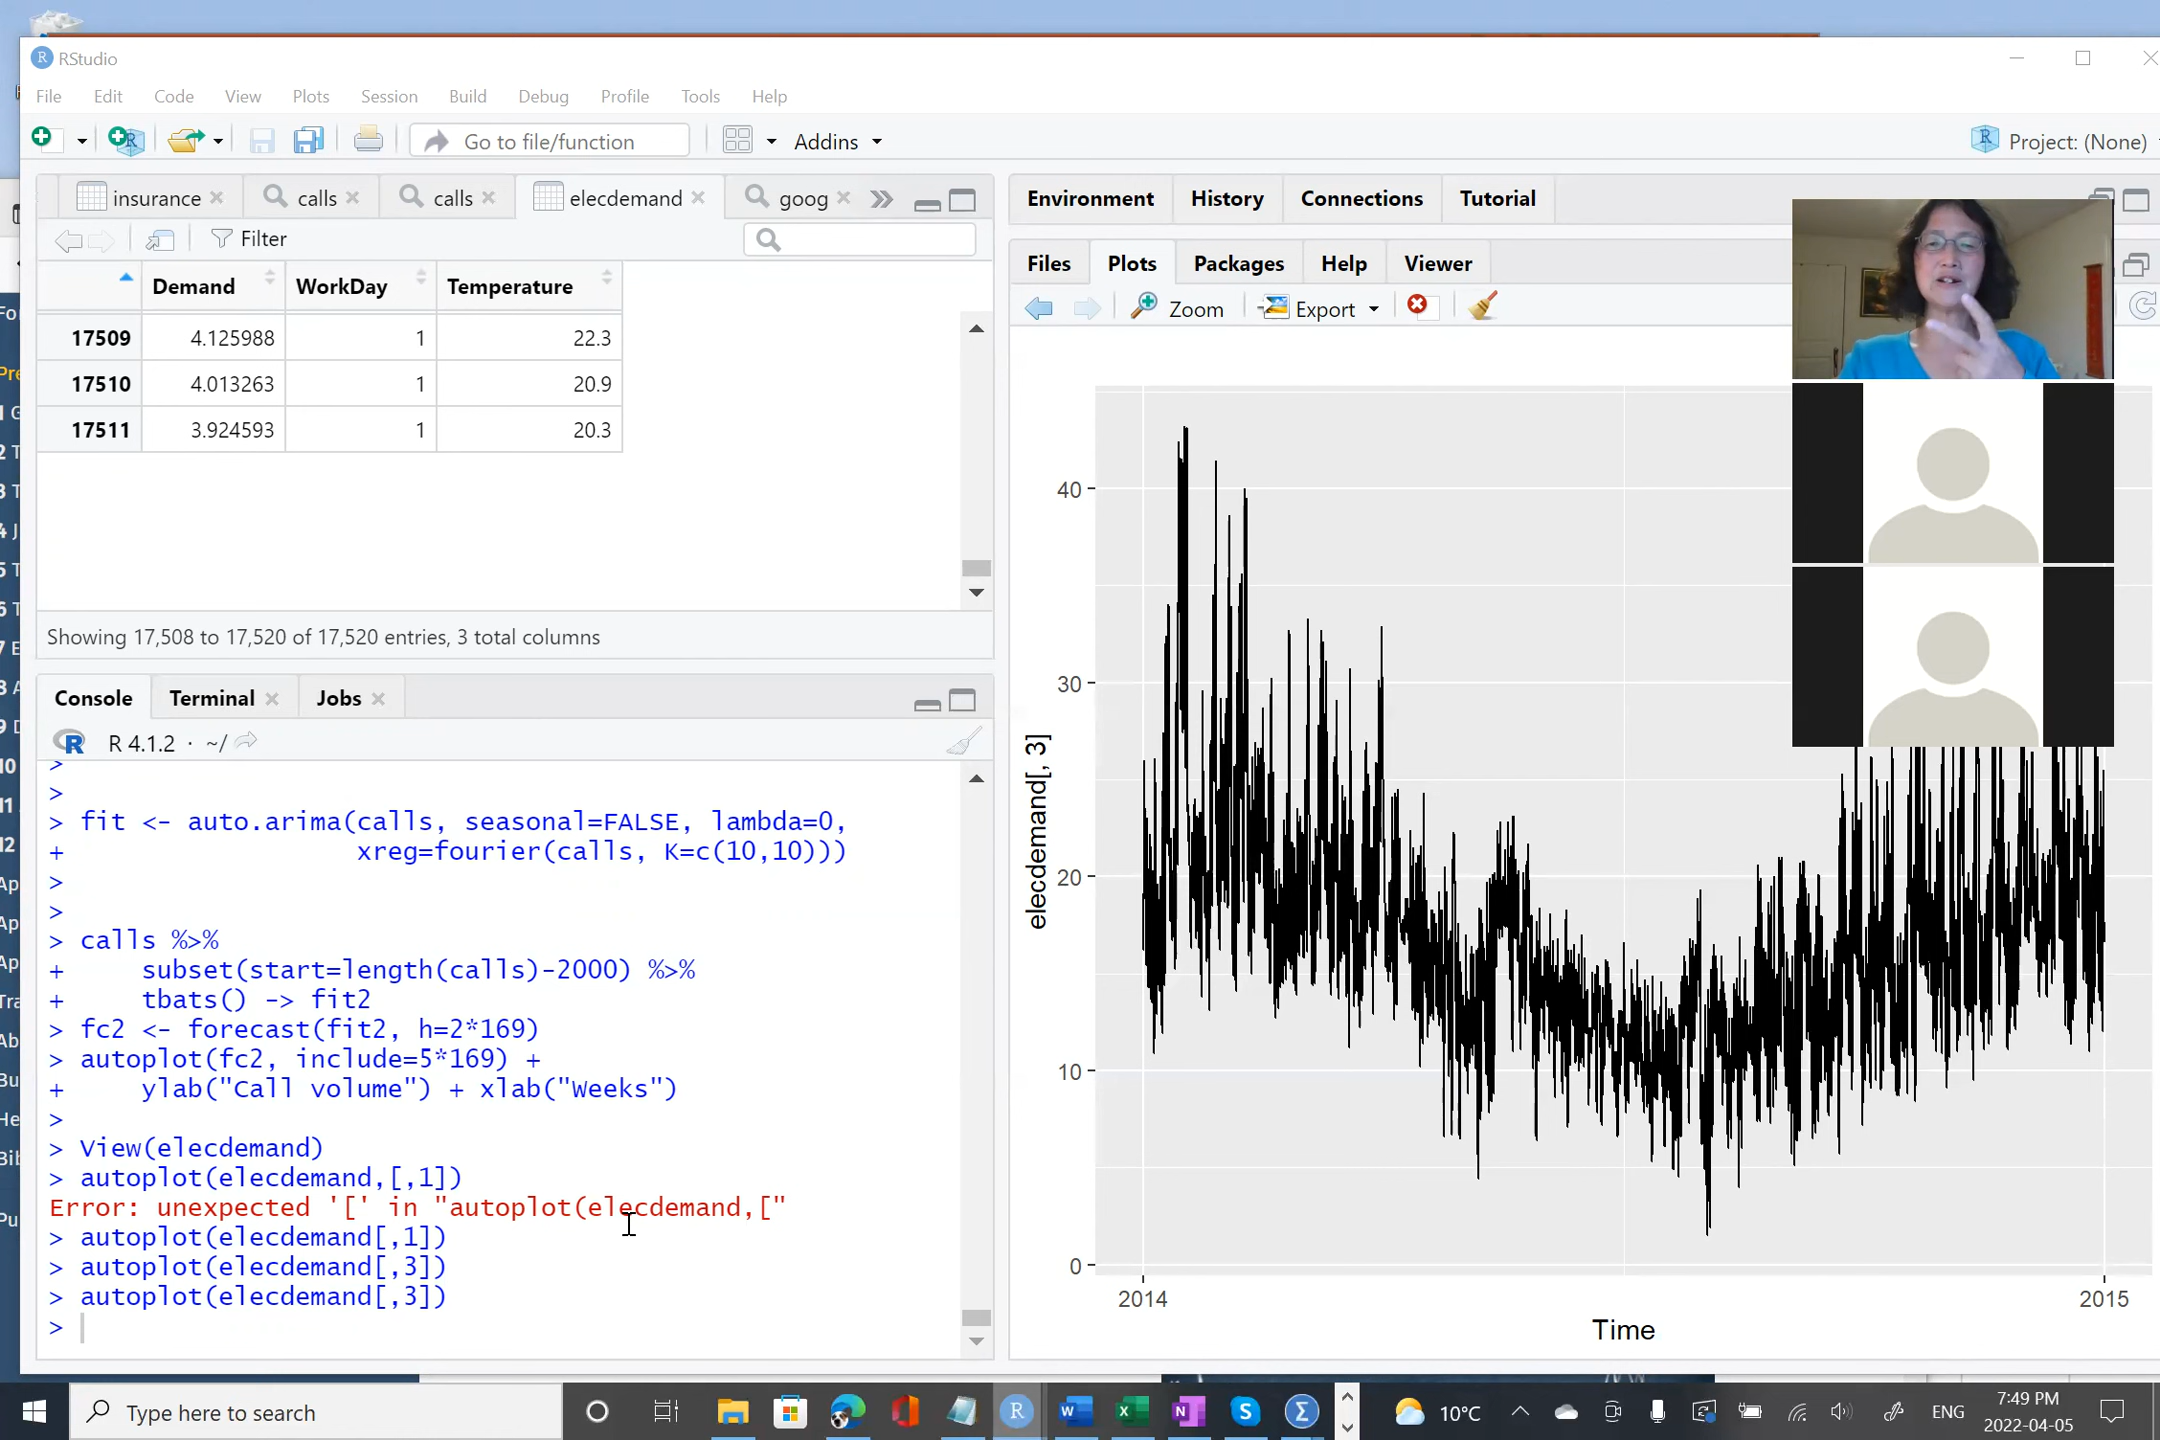 RStudio
File Edit Code View Plots Session Build Debug Profile Tools Help
Go to file/function Addins Project: (None)
insurance calls calls elecdemand goog
Filter
Demand WorkDay Temperature
17509 4.125988 1 22.3
17510 4.013263 1 20.9
17511 3.924593 1 20.3
Showing 17,508 to 17,520 of 17,520 entries, 3 total columns
Console Terminal Jobs
R 4.1.2 · ~/
>
>
> fit <- auto.arima(calls, seasonal=FALSE, lambda=0,
+ xreg=fourier(calls, K=c(10,10)))
>
>
> calls %>%
+ subset(start=length(calls)-2000) %>%
+ tbats() -> fit2
> fc2 <- forecast(fit2, h=2*169)
> autoplot(fc2, include=5*169) +
+ ylab("Call volume") + xlab("Weeks")
>
> View(elecdemand)
> autoplot(elecdemand,[,1])
Error: unexpected '[' in "autoplot(elecdemand,["
> autoplot(elecdemand[,1])
> autoplot(elecdemand[,3])
> autoplot(elecdemand[,3])
>
Environment History Connections Tutorial
Files Plots Packages Help Viewer
Zoom Export
40
30
20
10
0
elecdemand[, 3]
2014 2015
Time
Type here to search
10°C
ENG
7:49 PM
2022-04-05